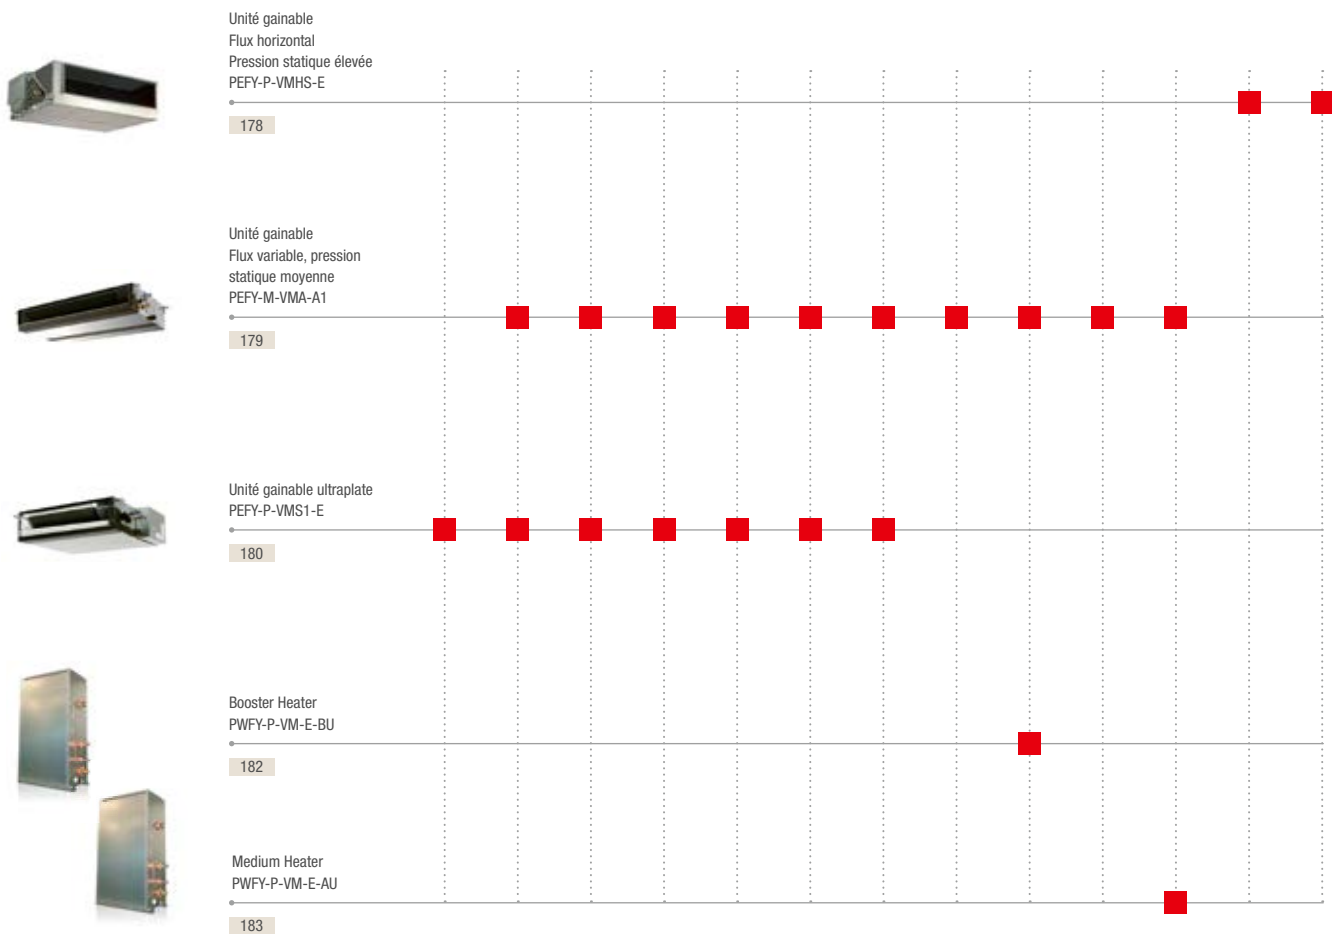 Unité gainable
Flux horizontal
Pression statique élevée
PEFY-P-VMHS-E
178
Unité gainable
Flux variable, pression
statique moyenne
PEFY-M-VMA-A1
179
Unité gainable ultraplate
PEFY-P-VMS1-E
180
Booster Heater
PWFY-P-VM-E-BU
182
Medium Heater
PWFY-P-VM-E-AU
183